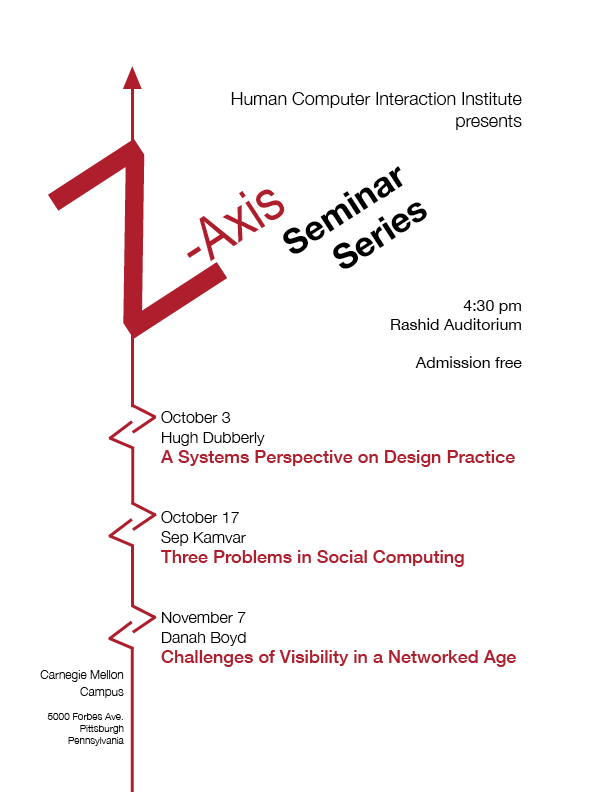 Human Computer Interaction Institute
presents
Z-Axis
Seminar
Series
4:30 pm
Rashid Auditorium
Admission free
October 3
Hugh Dubberly
A Systems Perspective on Design Practice
October 17
Sep Kamvar
Three Problems in Social Computing
November 7
Danah Boyd
Challenges of Visibility in a Networked Age
Carnegie Mellon
Campus
5000 Forbes Ave.
Pittsburgh
Pennsylvania